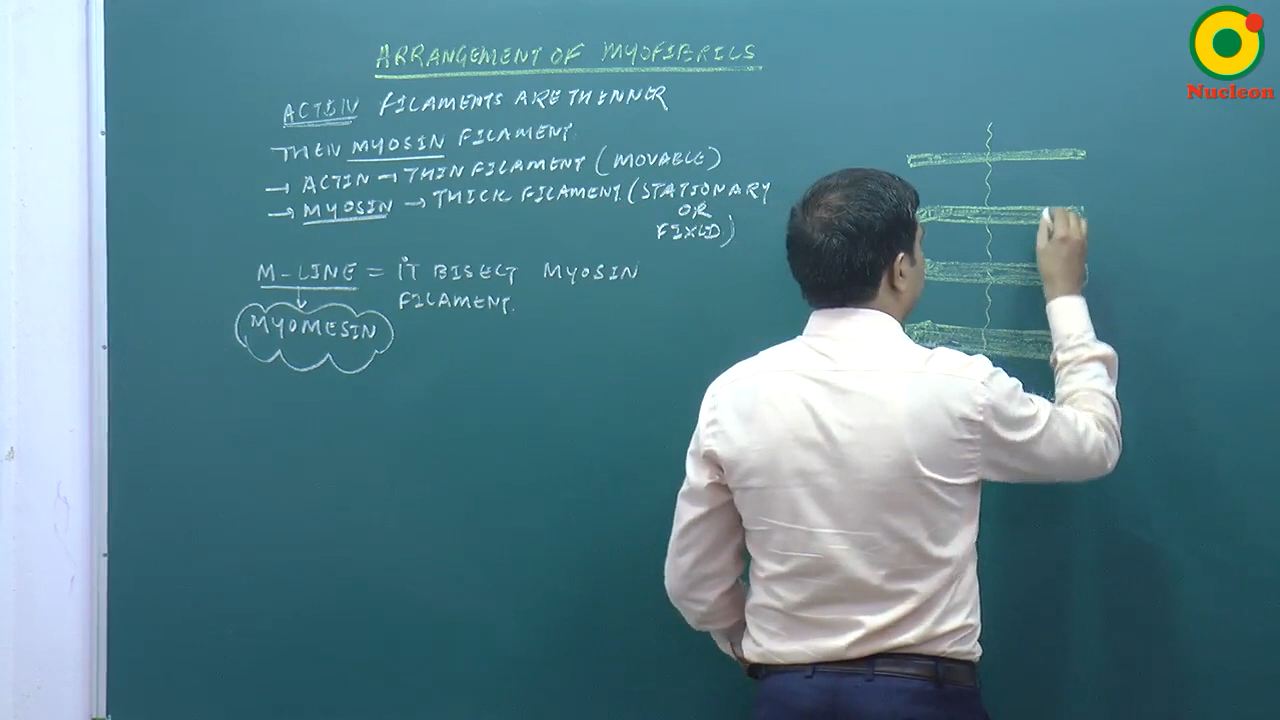 ARRANGEMENT OF MYOFIBRILS
ACTIN FILAMENTS ARE THINNER
THEN MYOSIN FILAMENT
→ ACTIN → THIN FILAMENT (MOVABLE)
→ MYOSIN → THICK FILAMENT (STATIONARY
OR
FIXED)
M-LINE = IT BISECT MYOSIN
FILAMENT.
MYOMESIN
Nucleon